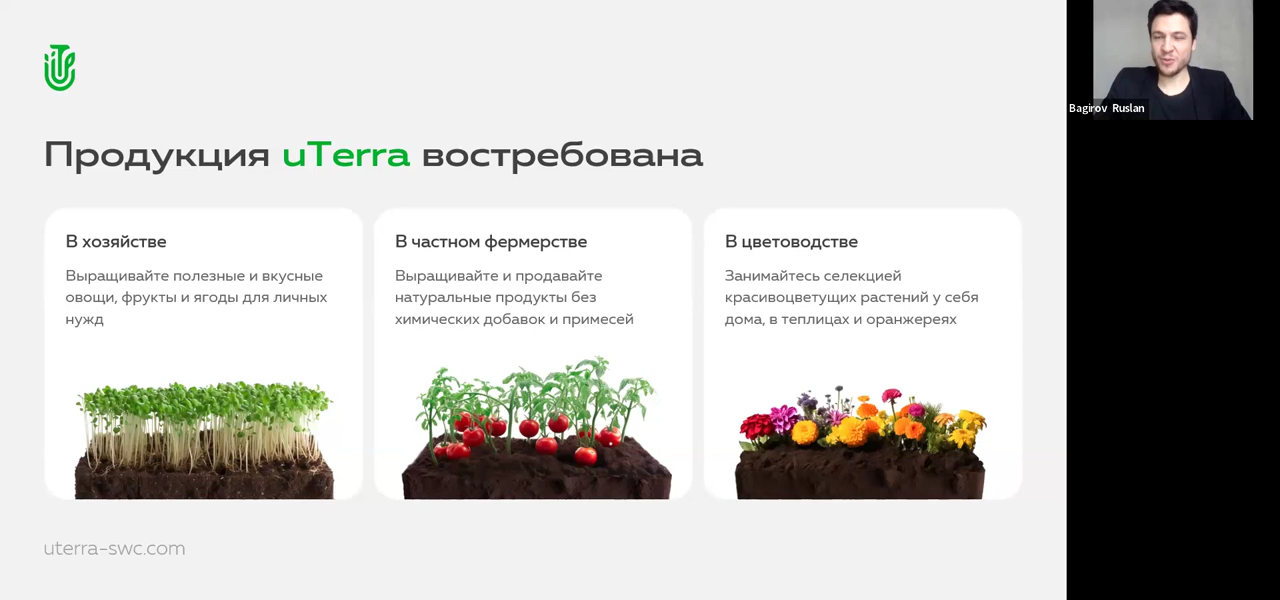 Продукция uTerra востребована
В хозяйстве
Выращивайте полезные и вкусные
овощи, фрукты и ягоды для личных
нужд
В частном фермерстве
Выращивайте и продавайте
натуральные продукты без
химических добавок и примесей
В цветоводстве
Занимайтесь селекцией
красивоцветущих растений у себя
дома, в теплицах и оранжереях
uterra-swc.com
Bagirov Ruslan